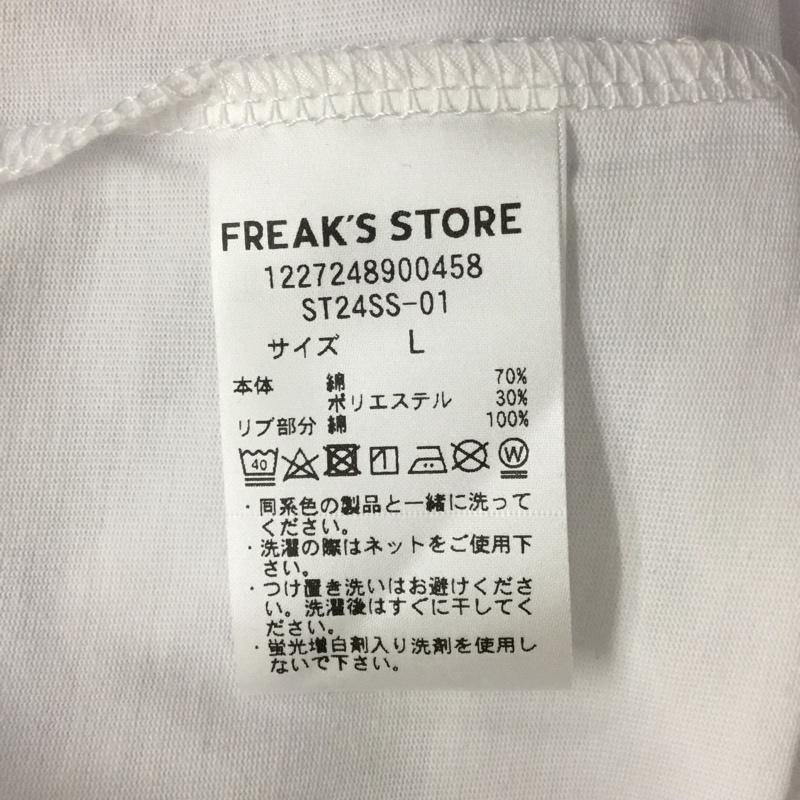 FREAK'S STORE
1227248900458
ST24SS-01
サイズ L
本体 綿 70%
ポリエステル 30%
リブ部分 綿 100%
40 W
・同系色の製品と一緒に洗って
ください。
・洗濯の際はネットをご使用下
さい。
・つけ置き洗いはお避けくださ
い。洗濯後はすぐに干してく
ださい。
・蛍光増白剤入り洗剤を使用し
ないで下さい。